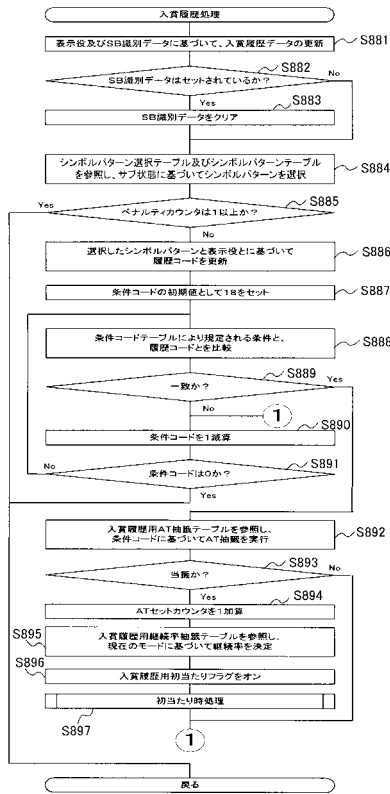 入賞履歴処理
表示役及びSB識別データに基づいて、入賞履歴データの更新
S881
SB識別データはセットされているか?
S882
No
Yes
S883
SB識別データをクリア
シンボルパターン選択テーブル及びシンボルパターンテーブル
を参照し、サブ状態に基づいてシンボルパターンを選択
S884
Yes
ペナルティカウンタは1以上か?
S885
No
選択したシンボルパターンと表示役とに基づいて
履歴コードを更新
S886
条件コードの初期値として18をセット
S887
条件コードテーブルにより規定される条件と、
履歴コードとを比較
S888
一致か?
S889
Yes
No
1
S890
条件コードを1減算
No
条件コードは0か?
S891
Yes
入賞履歴用AT抽籤テーブルを参照し、
条件コードに基づいてAT抽籤を実行
S892
当籤か?
S893
No
Yes
S894
ATセットカウンタを1加算
S895
入賞履歴用継続率抽籤テーブルを参照し、
現在のモードに基づいて継続率を決定
S896
入賞履歴用初当たりフラグをオン
初当たり時処理
S897
1
戻る